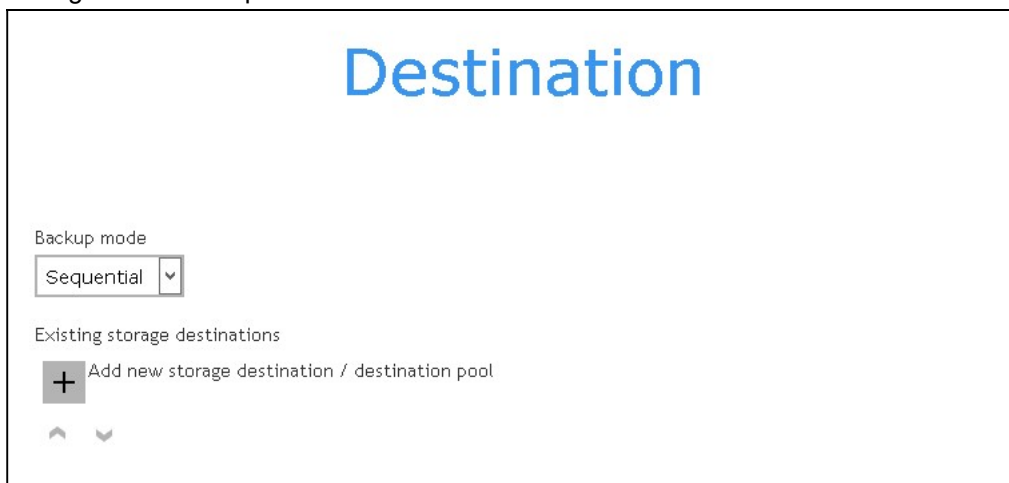 Destination
Backup mode
Sequential
Existing storage destinations
+ Add new storage destination / destination pool